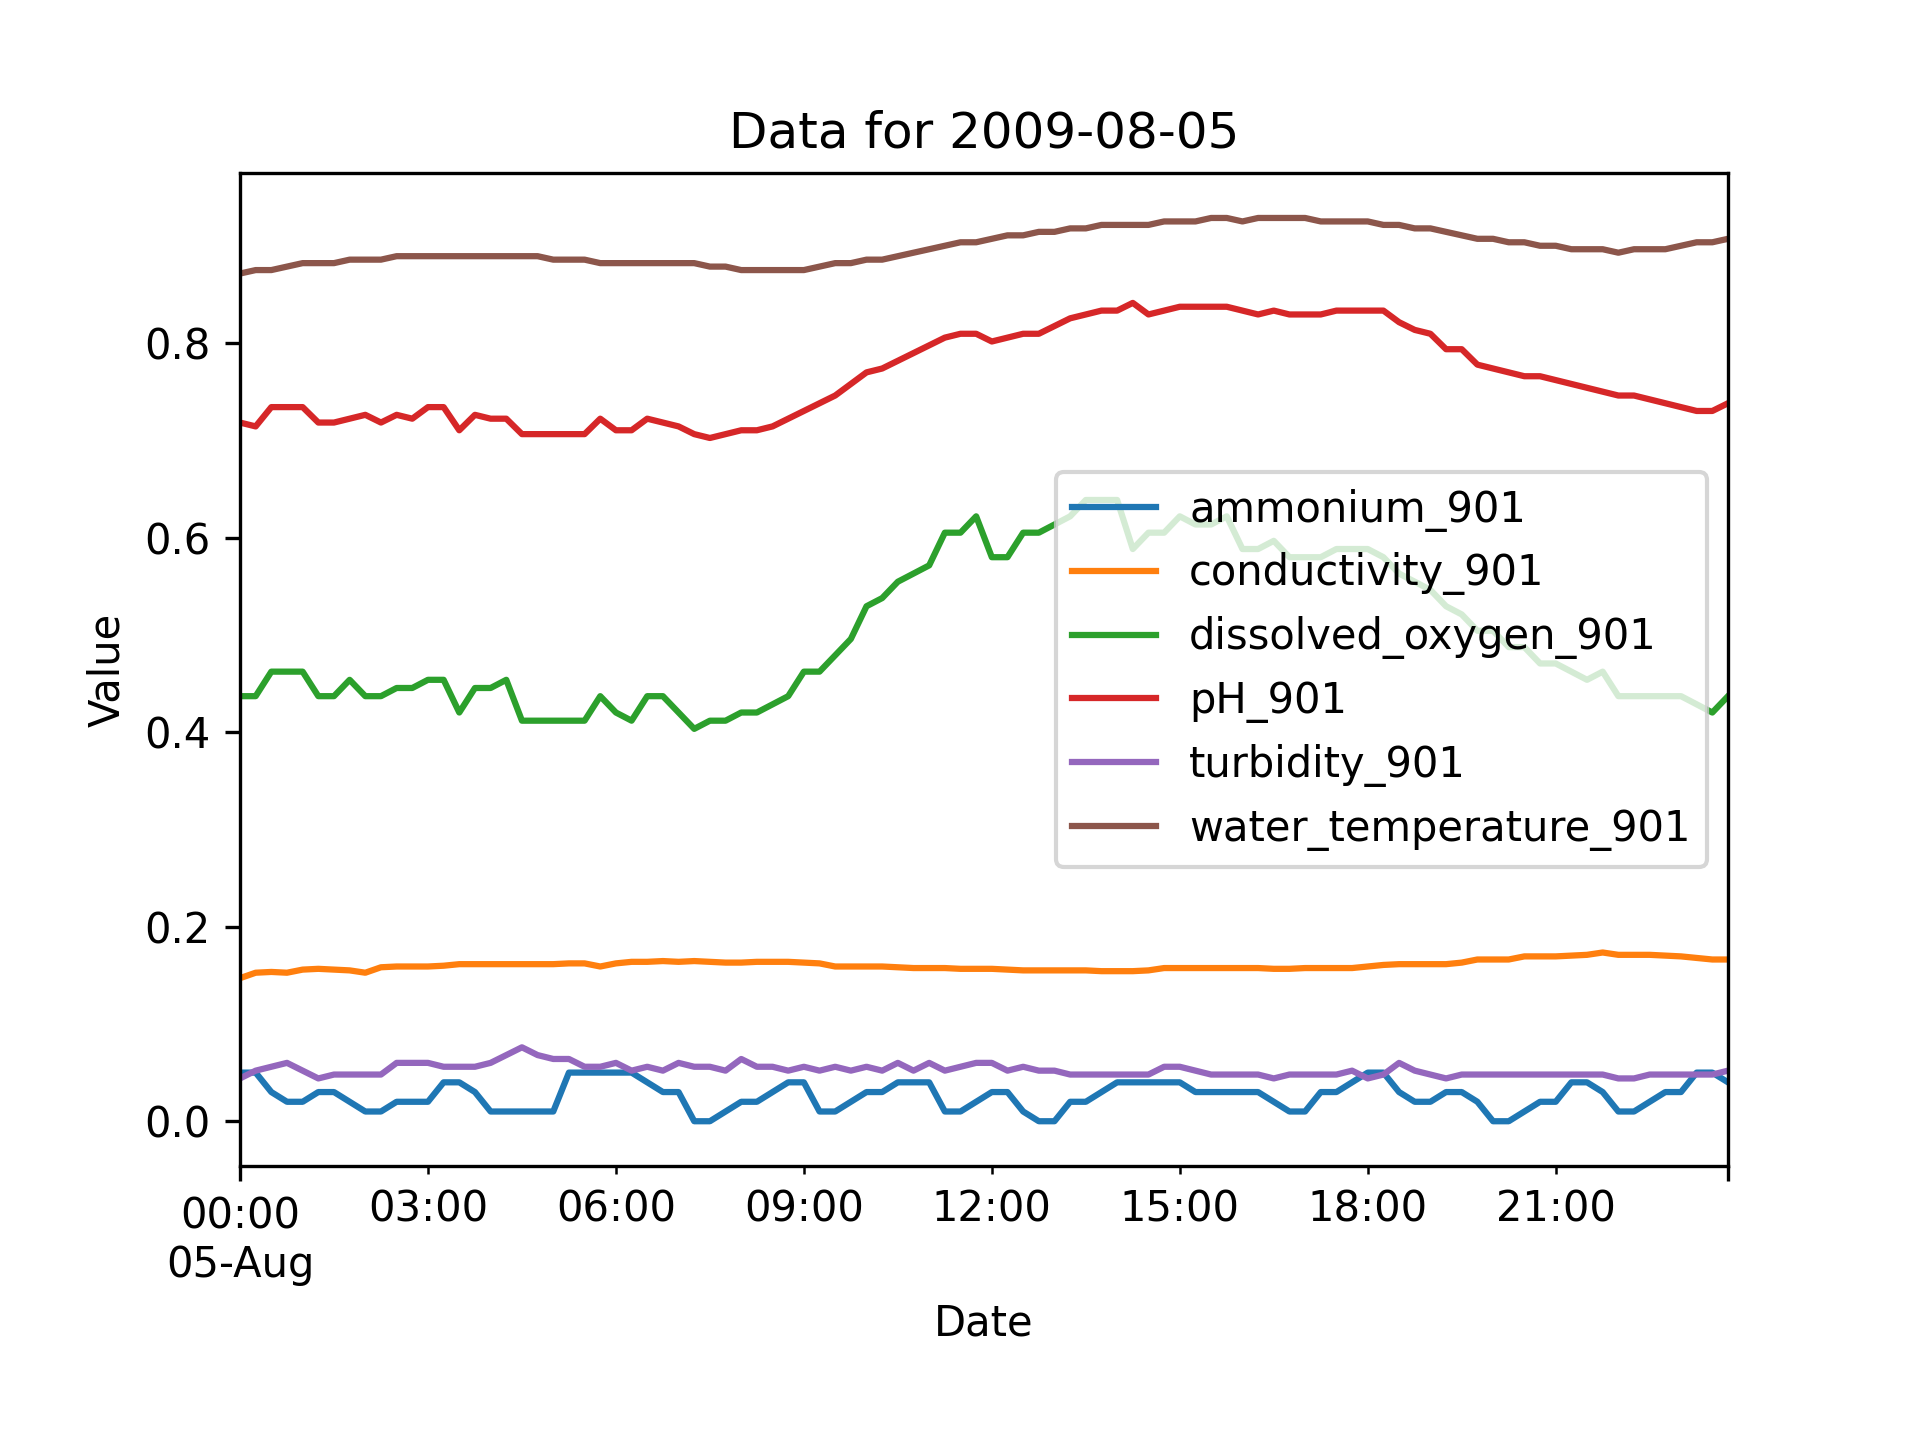 Data for 2009-08-05
Value
0.8
0.6
0.4
0.2
0.0
ammonium_901
conductivity_901
dissolved_oxygen_901
pH_901
turbidity_901
water_temperature_901
00:00 03:00 06:00 09:00 12:00 15:00 18:00 21:00
05-Aug
Date